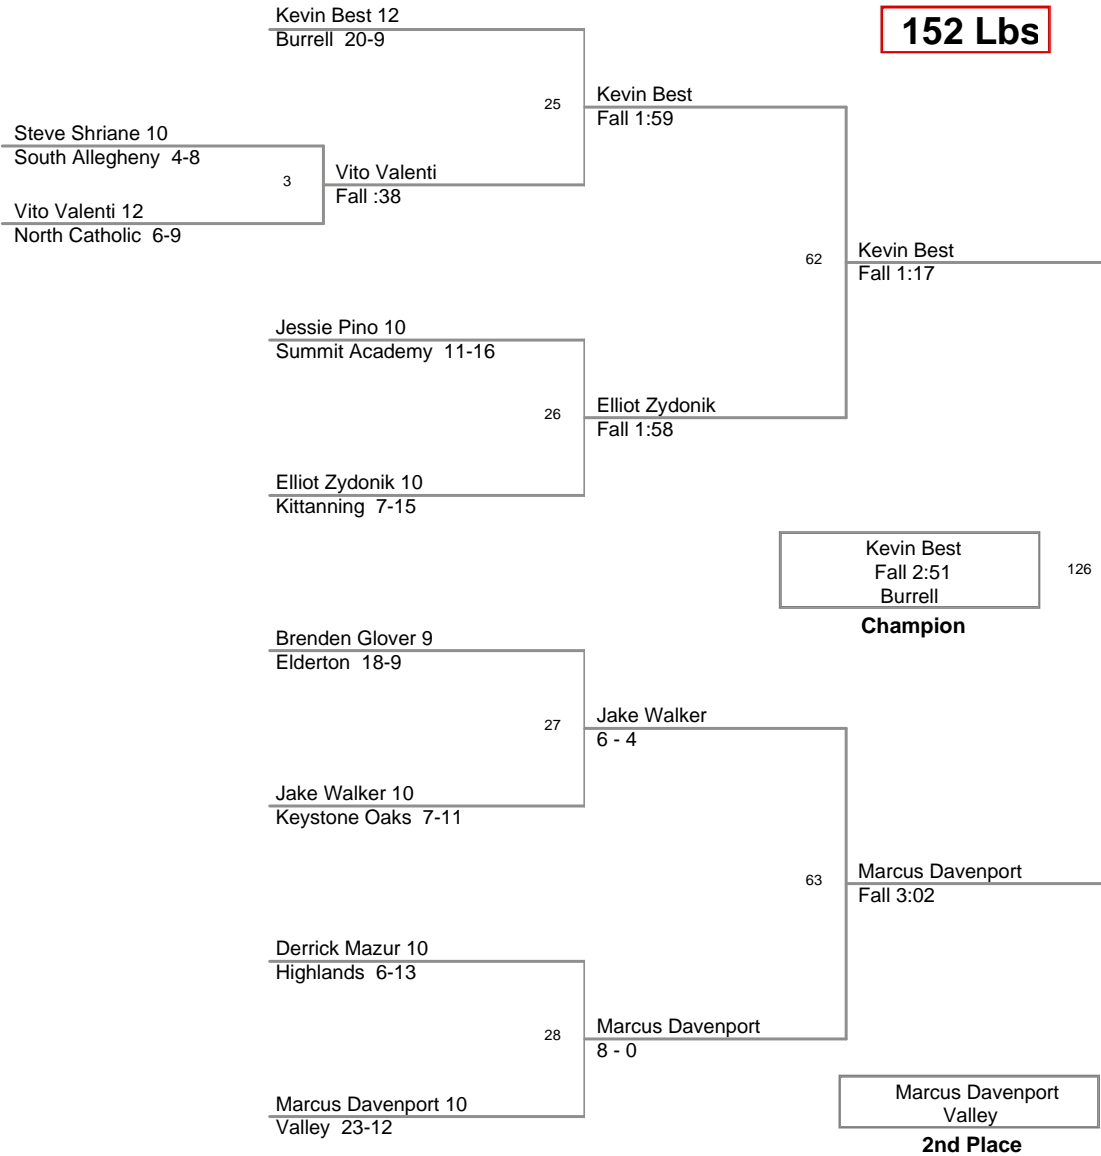 Kevin Best 12
Burrell 20-9
152 Lbs
25
Kevin Best
Fall 1:59
Steve Shriane 10
South Allegheny 4-8
3
Vito Valenti
Fall :38
Vito Valenti 12
North Catholic 6-9
62
Kevin Best
Fall 1:17
Jessie Pino 10
Summit Academy 11-16
26
Elliot Zydonik
Fall 1:58
Elliot Zydonik 10
Kittanning 7-15
Kevin Best
Fall 2:51
Burrell
126
Champion
Brenden Glover 9
Elderton 18-9
27
Jake Walker
6 - 4
Jake Walker 10
Keystone Oaks 7-11
63
Marcus Davenport
Fall 3:02
Derrick Mazur 10
Highlands 6-13
28
Marcus Davenport
8 - 0
Marcus Davenport 10
Valley 23-12
Marcus Davenport
Valley
2nd Place